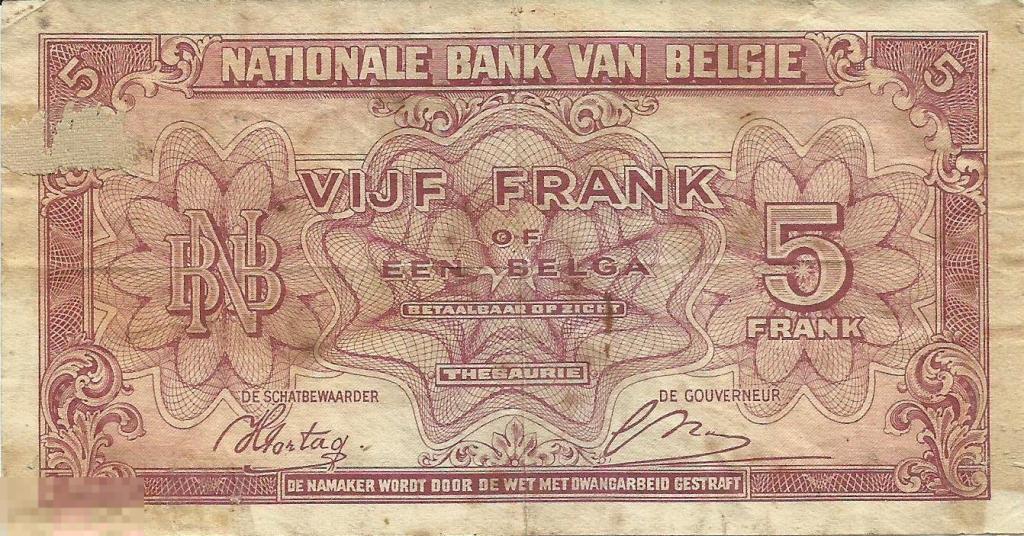 5 NATIONALE BANK VAN BELGIE 5
VIJF FRANK
OF
EEN BELGA
BETAALBAAR OP ZICHT
THESAURIE
BNB
5
FRANK
DE SCHATBEWAARDER
DE GOUVERNEUR
DE NAMAKER WORDT DOOR DE WET MET DWANGARBEID GESTRAFT